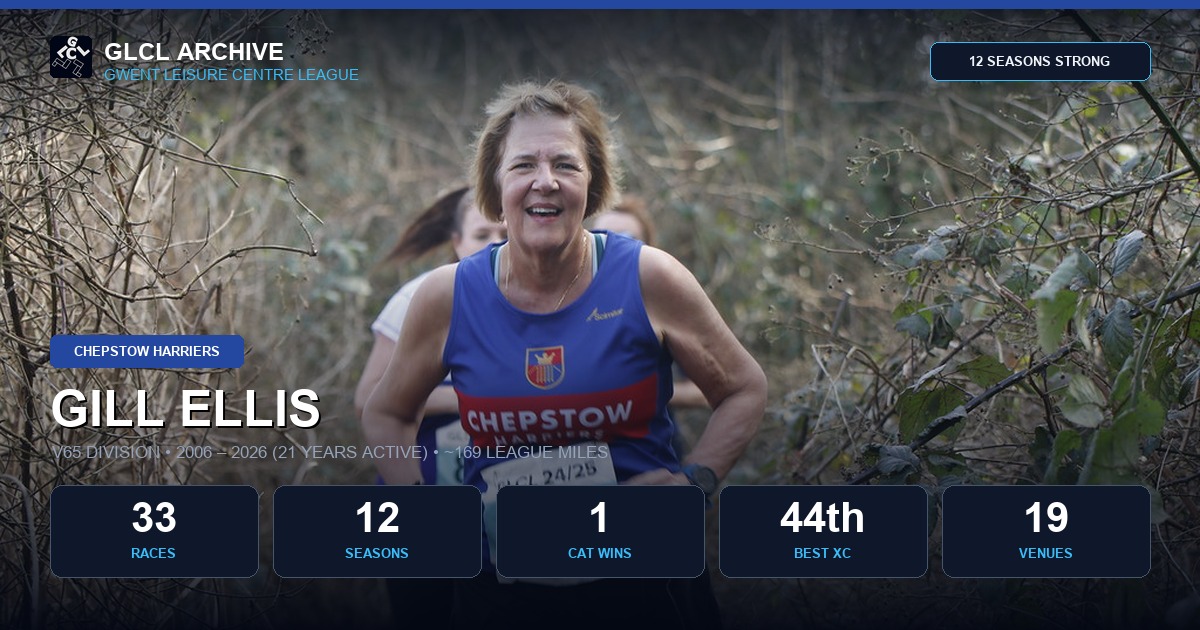 GLCL ARCHIVE
GWENT LEISURE CENTRE LEAGUE
12 SEASONS STRONG
CHEPSTOW HARRIERS
GILL ELLIS
V65 DIVISION • 2006 – 2026 (21 YEARS ACTIVE) • ~169 LEAGUE MILES
CHEPSTOW
HARRIERS
GLCL 24/25
33
RACES
12
SEASONS
1
CAT WINS
44th
BEST XC
19
VENUES